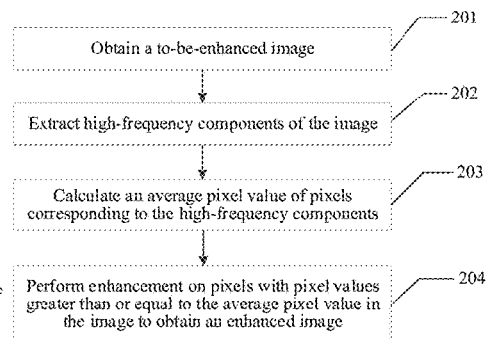 201
Obtain a to-be-enhanced image
202
Extract high-frequency components of the image
203
Calculate an average pixel value of pixels
corresponding to the high-frequency components
204
Perform enhancement on pixels with pixel values
greater than or equal to the average pixel value in
the image to obtain an enhanced image